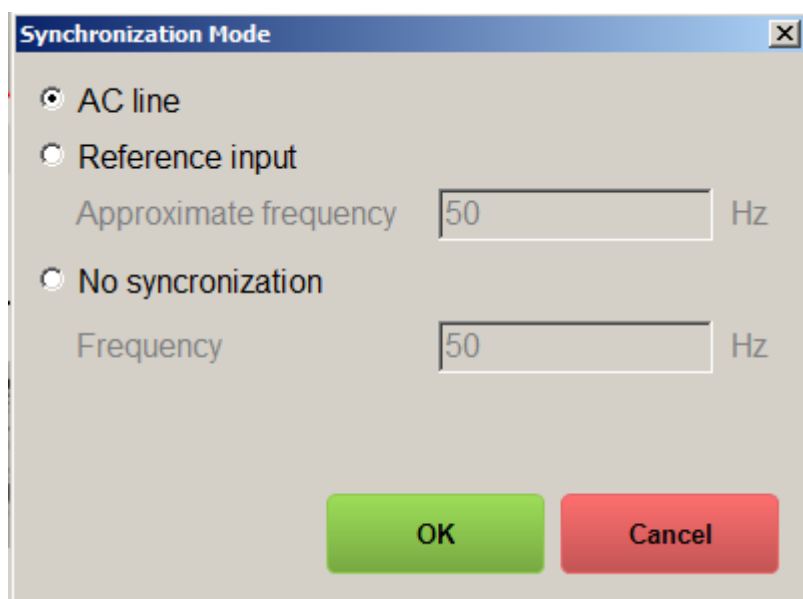 Synchronization Mode
AC line
Reference input
Approximate frequency 50 Hz
No syncronization
Frequency 50 Hz
OK Cancel